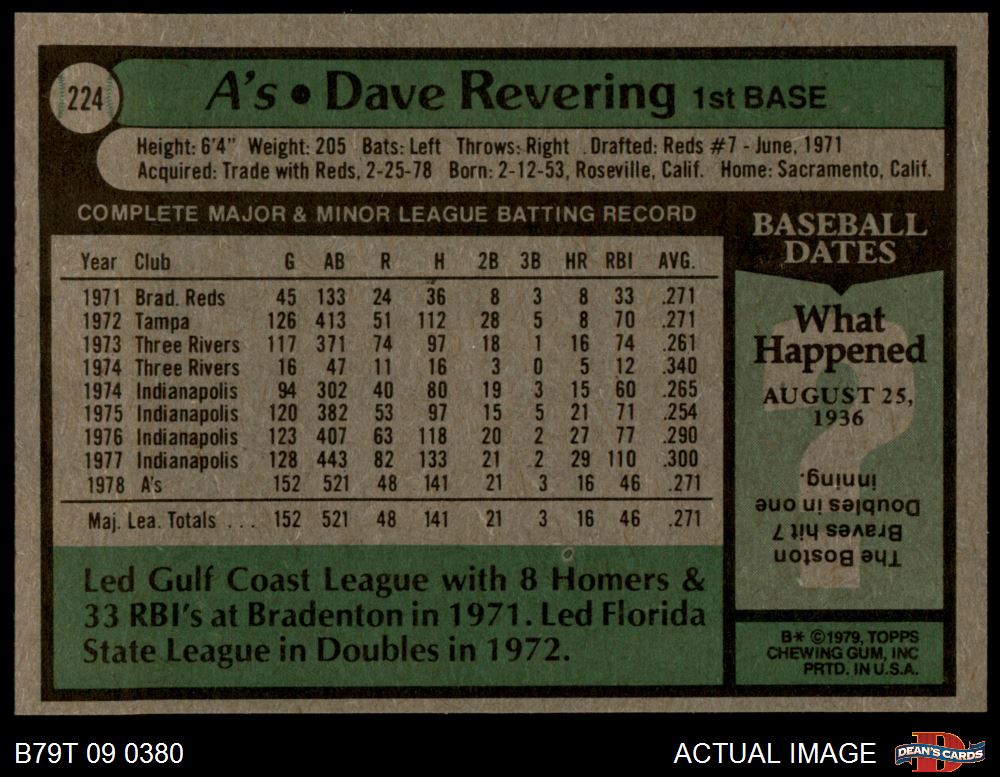 224
A's • Dave Revering 1st BASE
Height: 6'4" Weight: 205 Bats: Left Throws: Right Drafted: Reds #7 - June, 1971
Acquired: Trade with Reds, 2-25-78 Born: 2-12-53, Roseville, Calif. Home: Sacramento, Calif.
COMPLETE MAJOR & MINOR LEAGUE BATTING RECORD
Year Club G AB R H 2B 3B HR RBI AVG.
1971 Brad. Reds 45 133 24 36 8 3 8 33 .271
1972 Tampa 126 413 51 112 28 5 8 70 .271
1973 Three Rivers 117 371 74 97 18 1 16 74 .261
1974 Three Rivers 16 47 11 16 3 0 5 12 .340
1974 Indianapolis 94 302 40 80 19 3 15 60 .265
1975 Indianapolis 120 382 53 97 15 5 21 71 .254
1976 Indianapolis 123 407 63 118 20 2 27 77 .290
1977 Indianapolis 128 443 82 133 21 2 29 110 .300
1978 A's 152 521 48 141 21 3 16 46 .271
Maj. Lea. Totals . . . 152 521 48 141 21 3 16 46 .271
Led Gulf Coast League with 8 Homers &
33 RBI's at Bradenton in 1971. Led Florida
State League in Doubles in 1972.
BASEBALL
DATES
What
Happened
AUGUST 25,
1936
?
The Boston
Braves hit 7
Doubles in one
inning.
B* ©1979, TOPPS
CHEWING GUM, INC
PRTD. IN U.S.A.
B79T 09 0380
ACTUAL IMAGE
D
DEAN'S CARDS